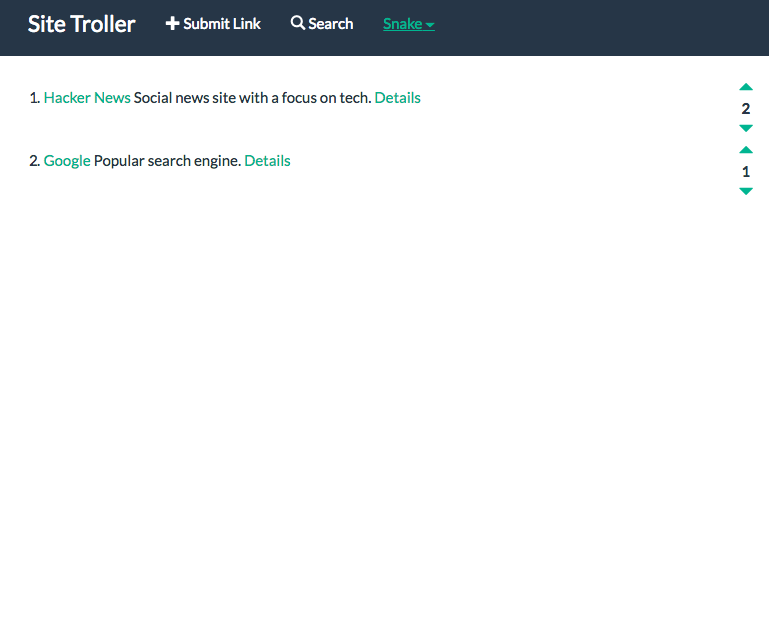 Site Troller Submit Link Search Snake
1. Hacker News Social news site with a focus on tech. Details
2
2. Google Popular search engine. Details
1